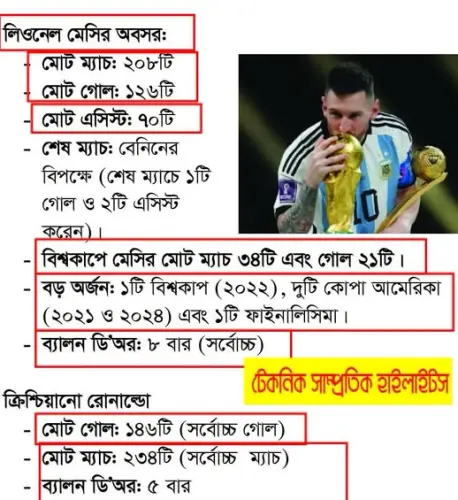 লিওনেল মেসির অবসর:
- মোট ম্যাচ: ২০৮টি
- মোট গোল: ১২৬টি
- মোট এসিস্ট: ৭০টি
- শেষ ম্যাচ: বেনিনের
বিপক্ষে (শেষ ম্যাচে ১টি
গোল ও ২টি এসিস্ট
করেন)।
- বিশ্বকাপে মেসির মোট ম্যাচ ৩৪টি এবং গোল ২১টি।
- বড় অর্জন: ১টি বিশ্বকাপ (২০২২), দুটি কোপা আমেরিকা
(২০২১ ও ২০২৪) এবং ১টি ফাইনালিসিমা।
- ব্যালন ডি'অর: ৮ বার (সর্বোচ্চ)
টেকনিক সাম্প্রতিক হাইলাইটস
ক্রিশ্চিয়ানো রোনাল্ডো
- মোট গোল: ১৪৬টি (সর্বোচ্চ গোল)
- মোট ম্যাচ: ২৩৪টি (সর্বোচ্চ ম্যাচ)
- ব্যালন ডি'অর: ৫ বার
10